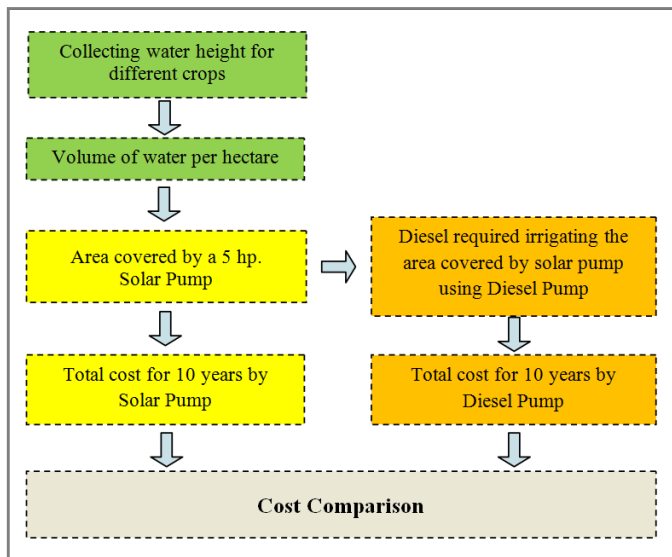 Collecting water height for
different crops
Volume of water per hectare
Area covered by a 5 hp.
Solar Pump
Diesel required irrigating the
area covered by solar pump
using Diesel Pump
Total cost for 10 years by
Solar Pump
Total cost for 10 years by
Diesel Pump
Cost Comparison